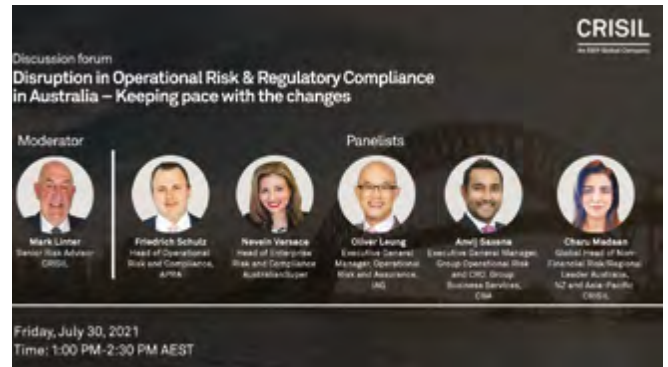 CRISIL
An S&P Global Company
Discussion forum
Disruption in Operational Risk & Regulatory Compliance
in Australia – Keeping pace with the changes
Moderator
Panelists
Mark Linter
Senior Risk Advisor
CRISIL
Friedrich Schulz
Head of Operational
Risk and Compliance,
APRA
Nevein Versace
Head of Enterprise
Risk and Compliance
AustralianSuper
Oliver Leung
Executive General
Manager, Operational
Risk and Assurance,
IAG
Anvij Saxena
Executive General Manager,
Group Operational Risk
and CRO, Group
Business Services,
CBA
Charu Madaan
Global Head of Non-
Financial Risk/Regional
Leader Australia,
NZ and Asia-Pacific
CRISIL
Friday, July 30, 2021
Time: 1:00 PM-2:30 PM AEST